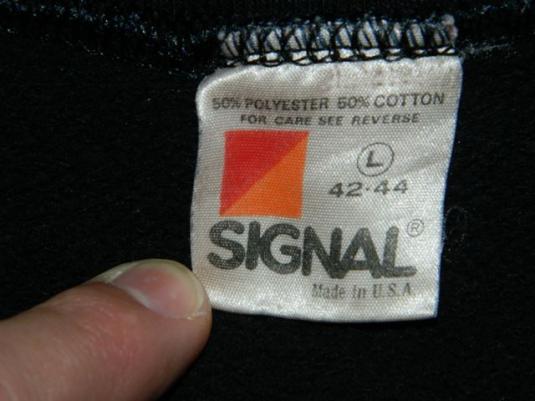 50% POLYESTER 50% COTTON
FOR CARE SEE REVERSE
L
42-44
SIGNAL®
Made in U.S.A